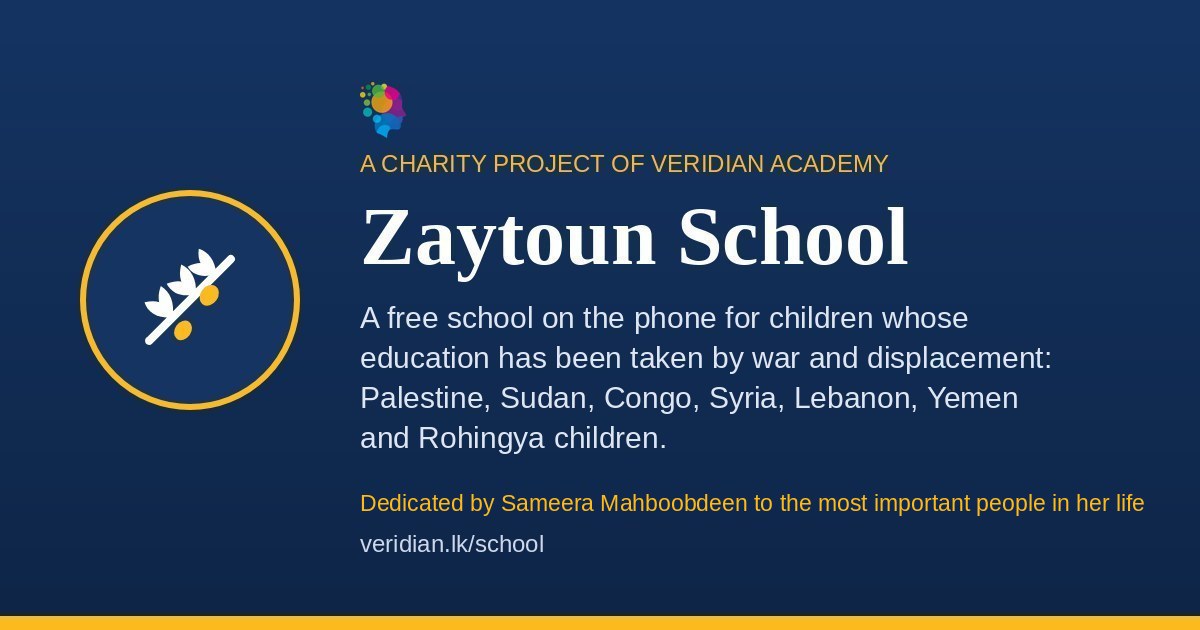 A CHARITY PROJECT OF VERIDIAN ACADEMY
Zaytoun School
A free school on the phone for children whose
education has been taken by war and displacement:
Palestine, Sudan, Congo, Syria, Lebanon, Yemen
and Rohingya children.
Dedicated by Sameera Mahboobdeen to the most important people in her life
veridian.lk/school